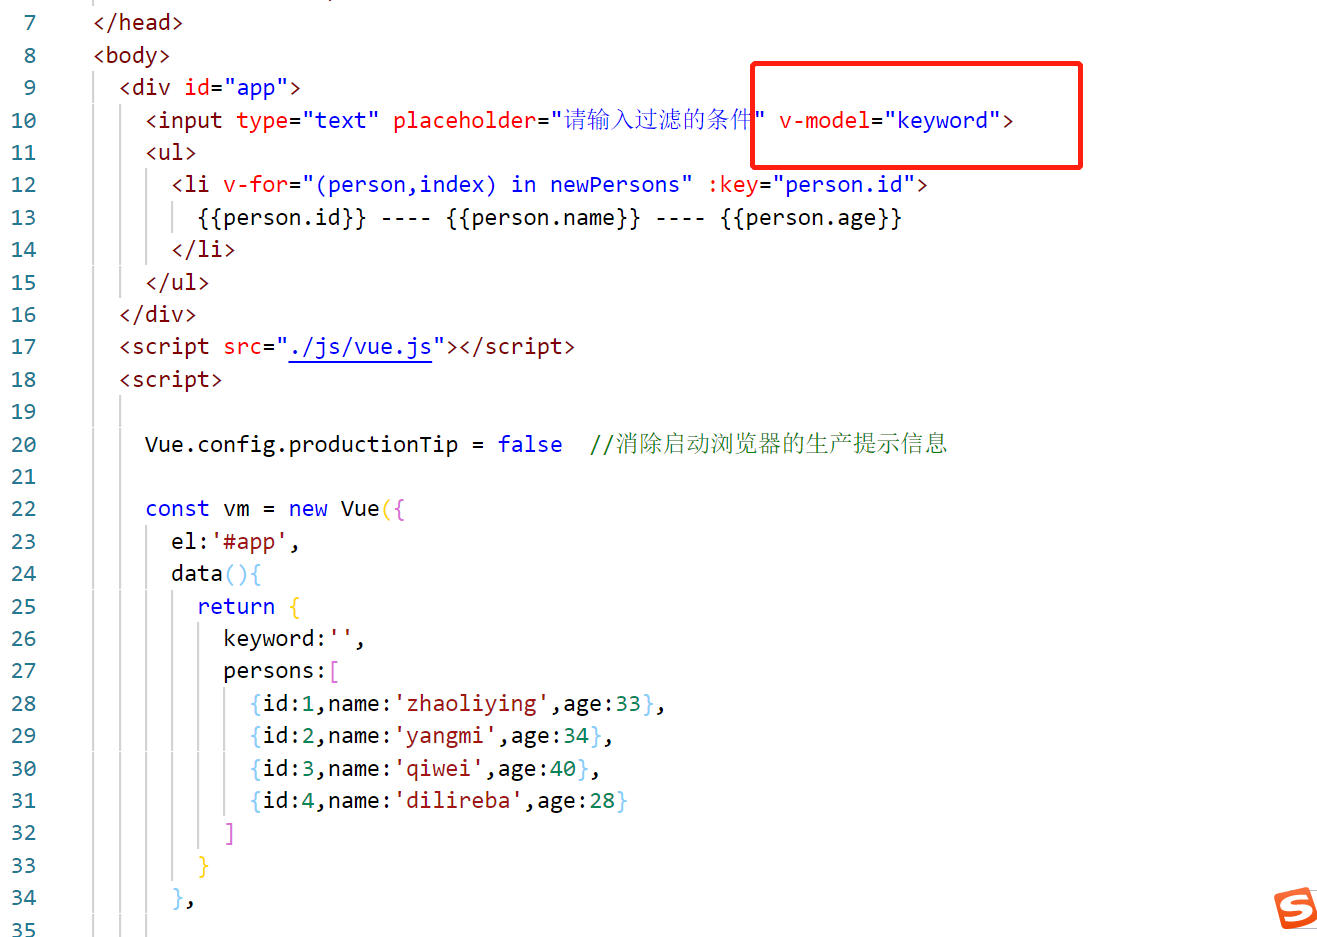 7 </head>
8 <body>
9 <div id="app">
10 <input type="text" placeholder="请输入过滤的条件" v-model="keyword">
11 <ul>
12 <li v-for="(person,index) in newPersons" :key="person.id">
13 {{person.id}} ---- {{person.name}} ---- {{person.age}}
14 </li>
15 </ul>
16 </div>
17 <script src="./js/vue.js"></script>
18 <script>
19
20 Vue.config.productionTip = false //消除启动浏览器的生产提示信息
21
22 const vm = new Vue({
23 el:'#app',
24 data(){
25 return {
26 keyword:'',
27 persons:[
28 {id:1,name:'zhaoliying',age:33},
29 {id:2,name:'yangmi',age:34},
30 {id:3,name:'qiwei',age:40},
31 {id:4,name:'dilireba',age:28}
32 ]
33 }
34 },
35